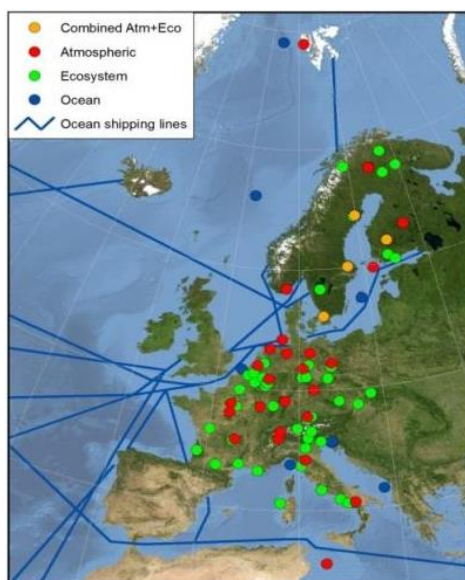 Combined Atm+Eco
Atmospheric
Ecosystem
Ocean
Ocean shipping lines